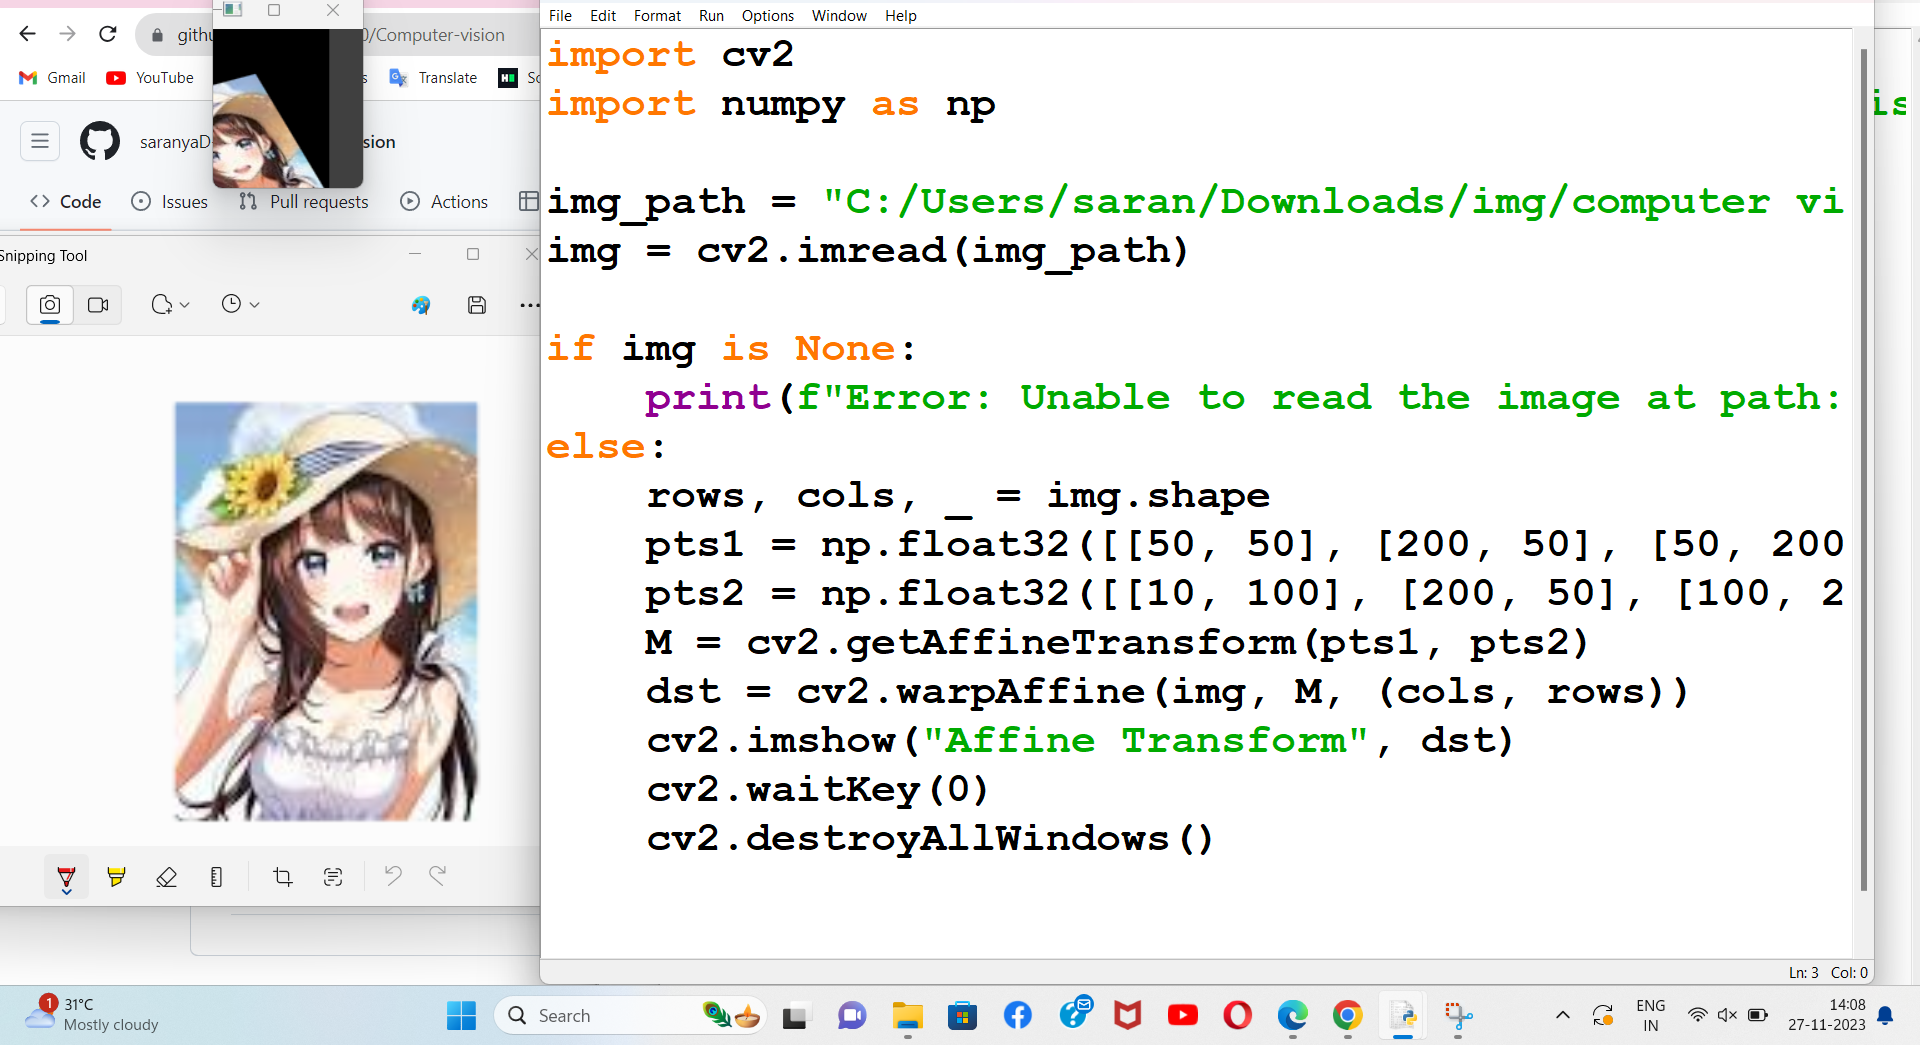 File Edit Format Run Options Window Help
/Computer-vision
Gmail YouTube Translate
saranyaD
sion
Code Issues Pull requests Actions
Snipping Tool
import cv2
import numpy as np
img_path = "C:/Users/saran/Downloads/img/computer vi
img = cv2.imread(img_path)
if img is None:
print(f"Error: Unable to read the image at path:
else:
rows, cols, _ = img.shape
pts1 = np.float32([[50, 50], [200, 50], [50, 200
pts2 = np.float32([[10, 100], [200, 50], [100, 2
M = cv2.getAffineTransform(pts1, pts2)
dst = cv2.warpAffine(img, M, (cols, rows))
cv2.imshow("Affine Transform", dst)
cv2.waitKey(0)
cv2.destroyAllWindows()
is
Ln: 3 Col: 0
1
31°C
Mostly cloudy
Search
ENG
IN
14:08
27-11-2023